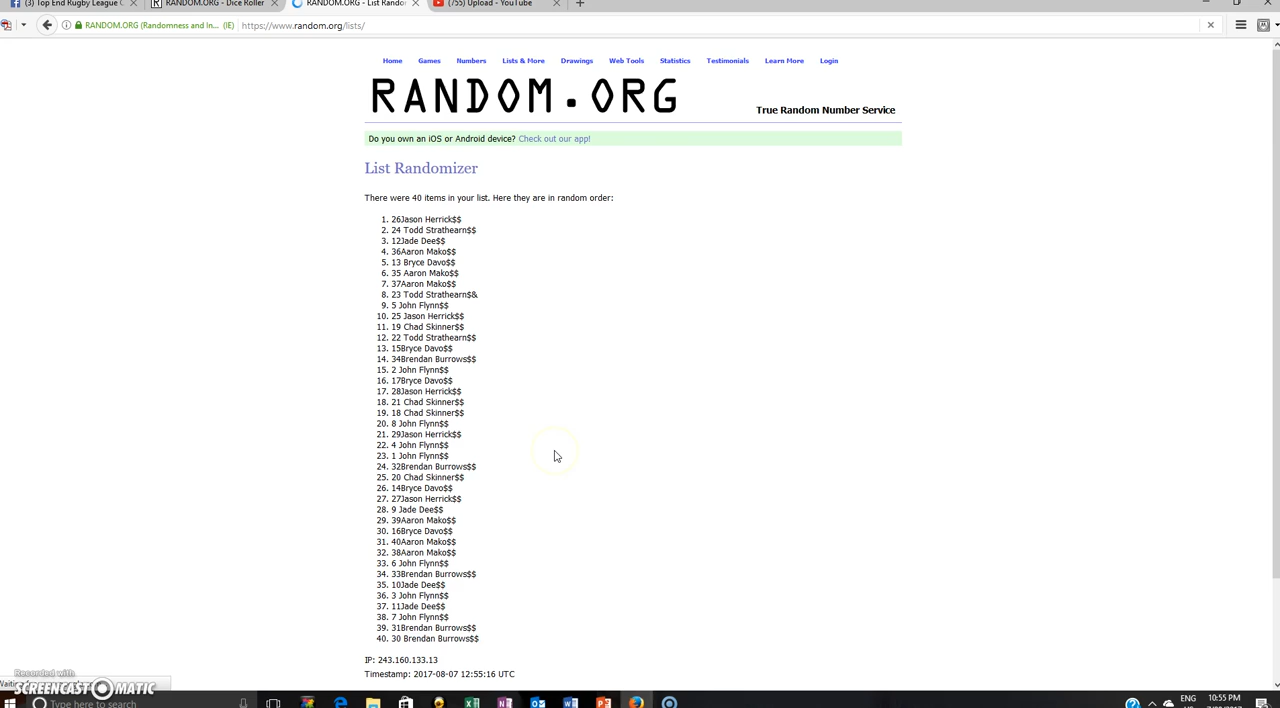 (3) Top End Rugby League C
RANDOM.ORG - Dice Roller
RANDOM.ORG - List Rando
(755) Upload - YouTube
RANDOM.ORG (Randomness and In... (IE)
https://www.random.org/lists/
Home Games Numbers Lists & More Drawings Web Tools Statistics Testimonials Learn More Login
RANDOM.ORG
True Random Number Service
Do you own an iOS or Android device? Check out our app!
List Randomizer
There were 40 items in your list. Here they are in random order:
1. 26Jason Herrick$$
2. 24 Todd Strathearn$$
3. 12Jade Dee$$
4. 36Aaron Mako$$
5. 13 Bryce Davo$$
6. 35 Aaron Mako$$
7. 37Aaron Mako$$
8. 23 Todd Strathearn$&
9. 5 John Flynn$$
10. 25 Jason Herrick$$
11. 19 Chad Skinner$$
12. 22 Todd Strathearn$$
13. 15Bryce Davo$$
14. 34Brendan Burrows$$
15. 2 John Flynn$$
16. 17Bryce Davo$$
17. 28Jason Herrick$$
18. 21 Chad Skinner$$
19. 18 Chad Skinner$$
20. 8 John Flynn$$
21. 29Jason Herrick$$
22. 4 John Flynn$$
23. 1 John Flynn$$
24. 32Brendan Burrows$$
25. 20 Chad Skinner$$
26. 14Bryce Davo$$
27. 27Jason Herrick$$
28. 9 Jade Dee$$
29. 39Aaron Mako$$
30. 16Bryce Davo$$
31. 40Aaron Mako$$
32. 38Aaron Mako$$
33. 6 John Flynn$$
34. 33Brendan Burrows$$
35. 10Jade Dee$$
36. 3 John Flynn$$
37. 11Jade Dee$$
38. 7 John Flynn$$
39. 31Brendan Burrows$$
40. 30 Brendan Burrows$$
IP: 243.160.133.13
Timestamp: 2017-08-07 12:55:16 UTC
Recorded with
SCREENCAST-O-MATIC
Type here to search
ENG
10:55 PM